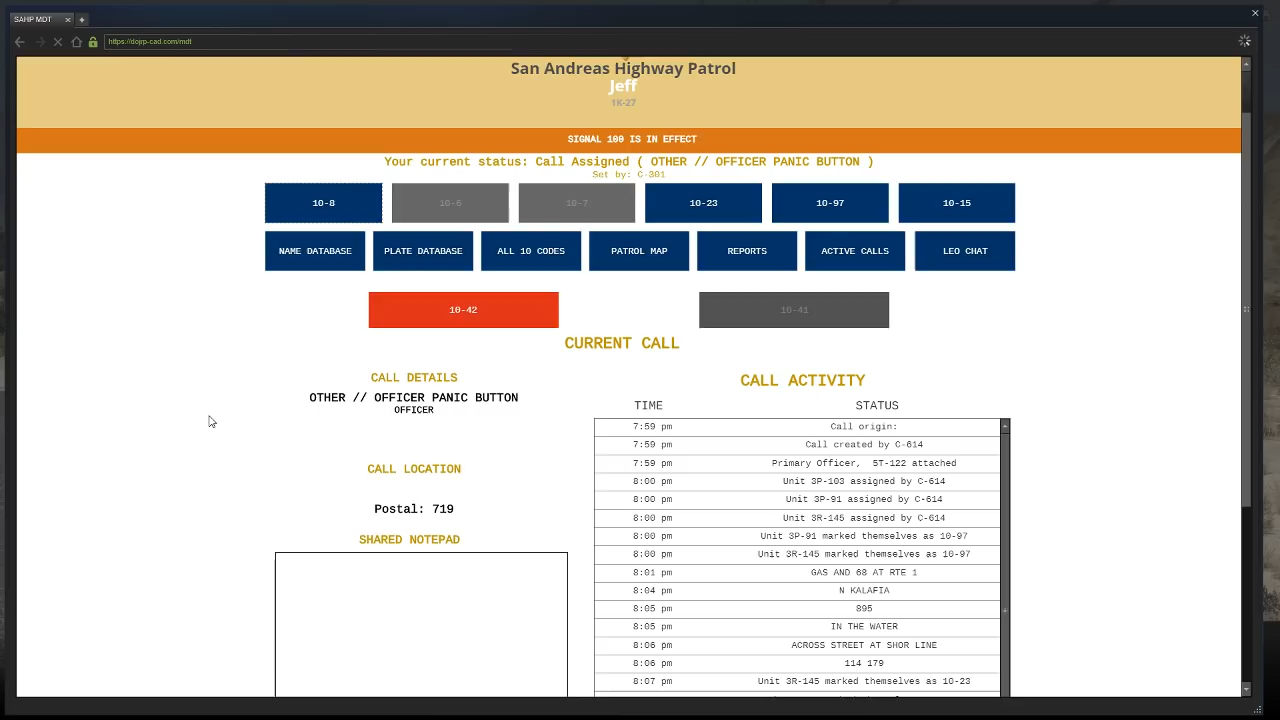 SAHP MDT
https://dojrp-cad.com/mdt
San Andreas Highway Patrol
Jeff
1K-27
SIGNAL 100 IS IN EFFECT
Your current status: Call Assigned ( OTHER // OFFICER PANIC BUTTON )
Set by: C-301
10-8 10-6 10-7 10-23 10-97 10-15
NAME DATABASE PLATE DATABASE ALL 10 CODES PATROL MAP REPORTS ACTIVE CALLS LEO CHAT
10-42 10-41
CURRENT CALL
CALL DETAILS
OTHER // OFFICER PANIC BUTTON
OFFICER
CALL LOCATION
Postal: 719
SHARED NOTEPAD
CALL ACTIVITY
TIME STATUS
7:59 pm Call origin:
7:59 pm Call created by C-614
7:59 pm Primary Officer, 5T-122 attached
8:00 pm Unit 3P-103 assigned by C-614
8:00 pm Unit 3P-91 assigned by C-614
8:00 pm Unit 3R-145 assigned by C-614
8:00 pm Unit 3P-91 marked themselves as 10-97
8:00 pm Unit 3R-145 marked themselves as 10-97
8:01 pm GAS AND 68 AT RTE 1
8:04 pm N KALAFIA
8:05 pm 895
8:05 pm IN THE WATER
8:06 pm ACROSS STREET AT SHOR LINE
8:06 pm 114 179
8:07 pm Unit 3R-145 marked themselves as 10-23